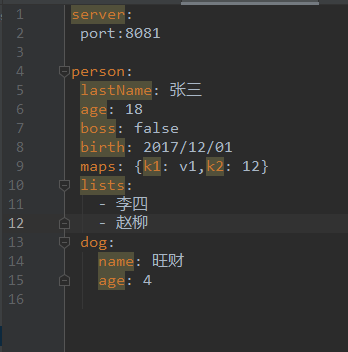 1 server:
2  port:8081
3
4 person:
5  lastName: 张三
6  age: 18
7  boss: false
8  birth: 2017/12/01
9  maps: {k1: v1,k2: 12}
10  lists:
11    - 李四
12    - 赵柳
13  dog:
14    name: 旺财
15    age: 4
16